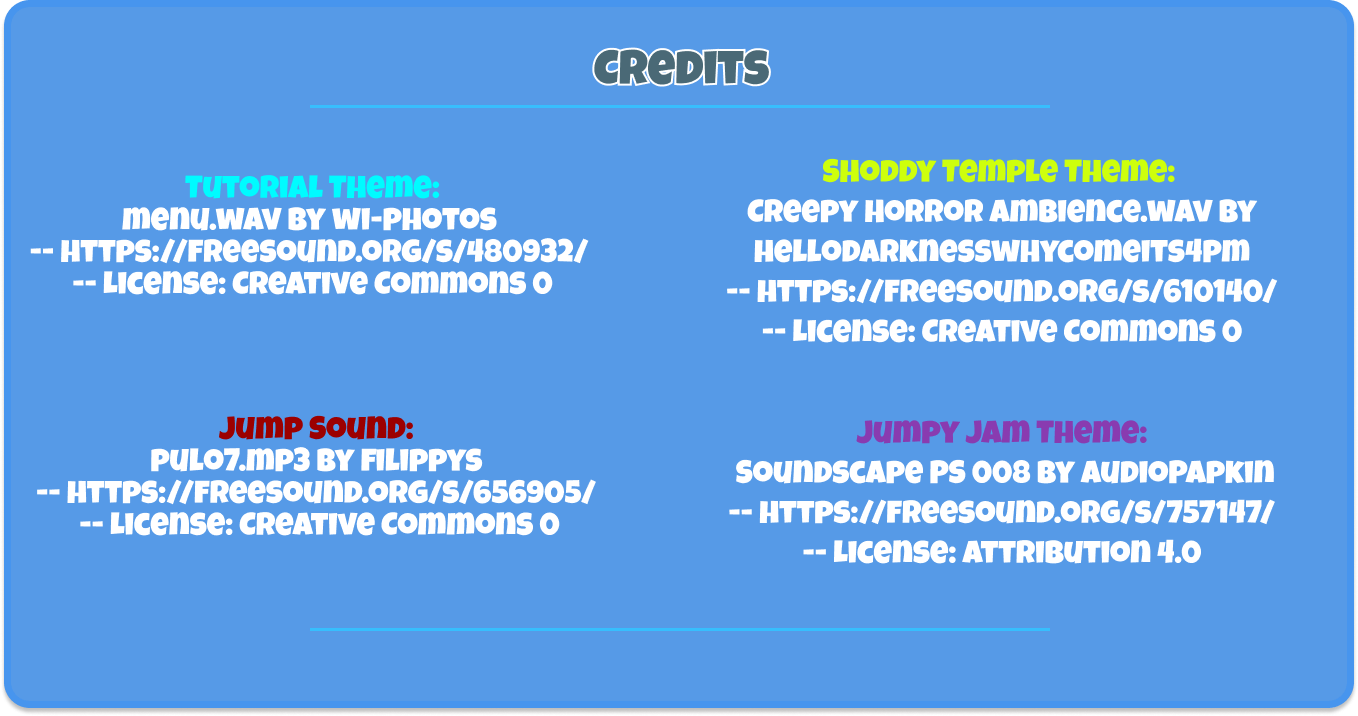 CREDITS
Tutorial Theme:
menu.wav by Wi-Photos
-- https://freesound.org/s/480932/
-- License: Creative Commons 0
Shoddy Temple Theme:
Creepy Horror Ambience.wav by
HelloDarknessWhyComeIts4pm
-- https://freesound.org/s/610140/
-- License: Creative Commons 0
Jump Sound:
Pulo7.mp3 by Filippys
-- https://freesound.org/s/656905/
-- License: Creative Commons 0
Jumpy Jam Theme:
Soundscape PS 008 by AudioPapkin
-- https://freesound.org/s/757147/
-- License: Attribution 4.0